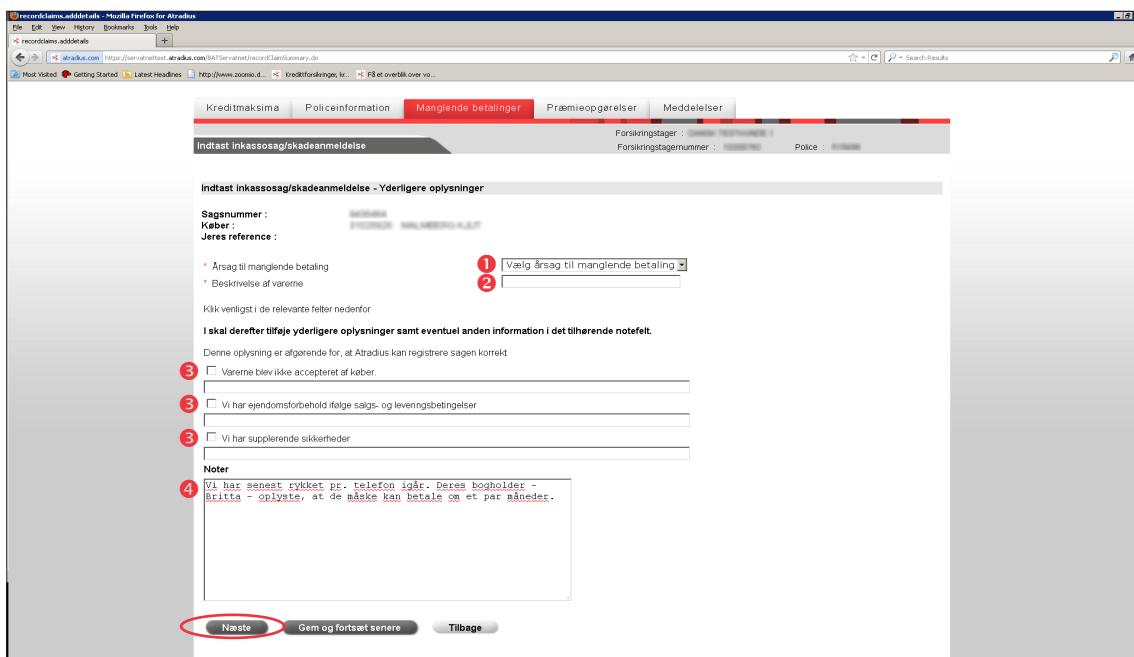 recordclaims.adddetails - Mozilla Firefox for Atradius
File Edit View History Bookmarks Tools Help
recordclaims.adddetails +
atradius.com https://servatnettest.atradius.com/BATServatnet/recordClaimSummary.do Search Results
Most Visited Getting Started Latest Headlines http://www.zoomio.d... Kreditforsikringer, kr... Få et overblik over vo...
Kreditmaksima Policeinformation Manglende betalinger Præmieopgørelser Meddelelser
Forsikringstager :
Indtast inkassosag/skadeanmeldelse Forsikringstagernummer : Police :
Indtast inkassosag/skadeanmeldelse - Yderligere oplysninger
Sagsnummer :
Køber :
Jeres reference :
* Årsag til manglende betaling 1 Vælg årsag til manglende betaling
* Beskrivelse af varerne 2
Klik venligst i de relevante felter nedenfor
I skal derefter tilføje yderligere oplysninger samt eventuel anden information i det tilhørende notefelt.
Denne oplysning er afgørende for, at Atradius kan registrere sagen korrekt
3 Varerne blev ikke accepteret af køber.
3 Vi har ejendomsforbehold ifølge salgs- og leveringsbetingelser
3 Vi har supplerende sikkerheder
Noter
4 Vi har senest rykket pr. telefon igår. Deres bogholder -
Britta - oplyste, at de måske kan betale om et par måneder.
Næste Gem og fortsæt senere Tilbage